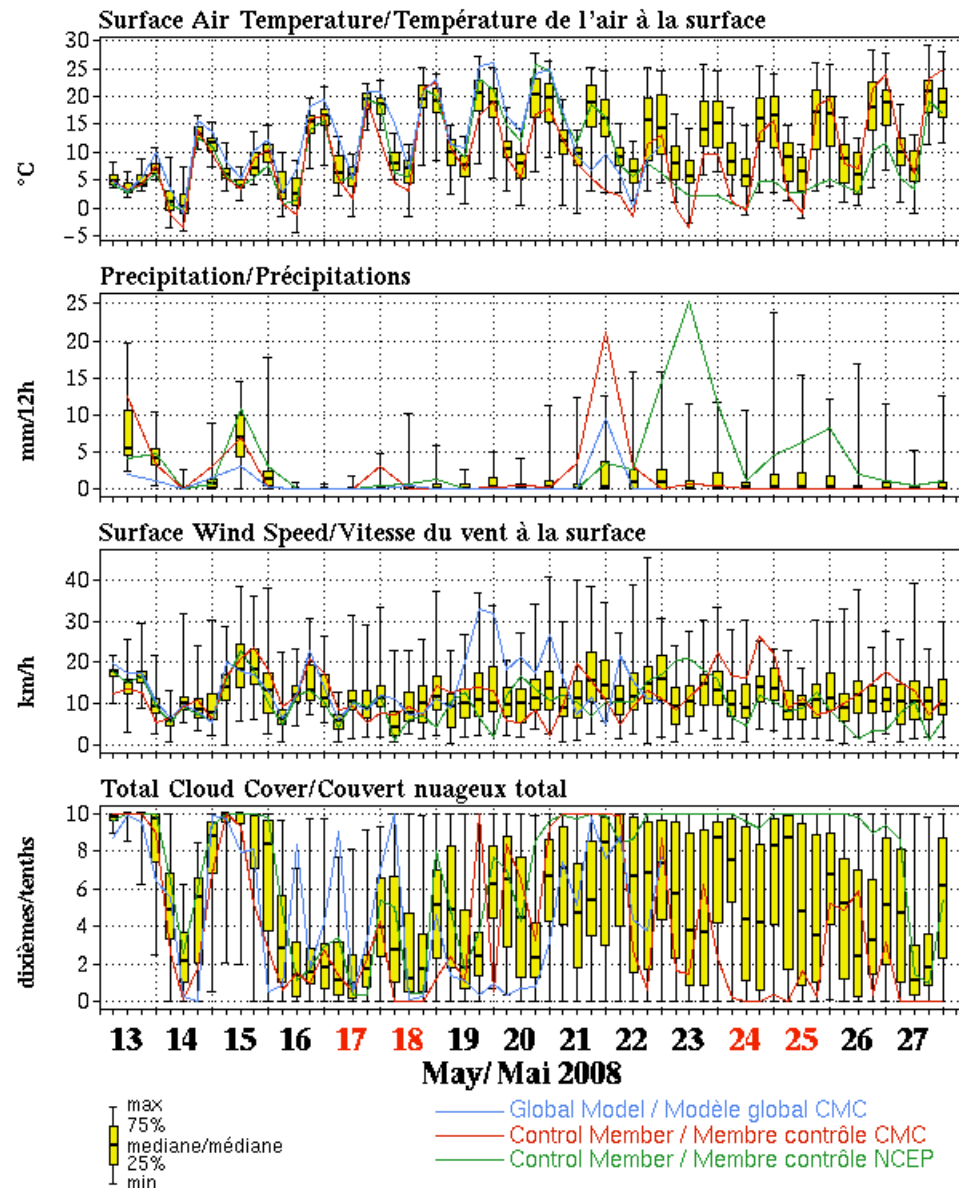 Surface Air Temperature/Température de l'air à la surface
30
25
20
15
10
5
0
−5
°C
Precipitation/Précipitations
25
20
15
10
5
0
mm/12h
Surface Wind Speed/Vitesse du vent à la surface
40
30
20
10
0
km/h
Total Cloud Cover/Couvert nuageux total
10
8
6
4
2
0
dixièmes/tenths
13 14 15 16 17 18 19 20 21 22 23 24 25 26 27
May/ Mai 2008
max
75%
mediane/médiane
25%
min
Global Model / Modèle global CMC
Control Member / Membre contrôle CMC
Control Member / Membre contrôle NCEP